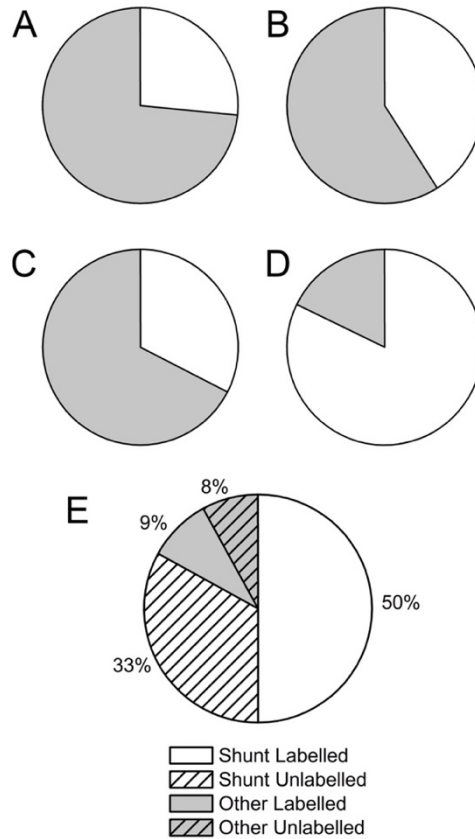 A
B
C
D
E
8%
9%
50%
33%
Shunt Labelled
Shunt Unlabelled
Other Labelled
Other Unlabelled